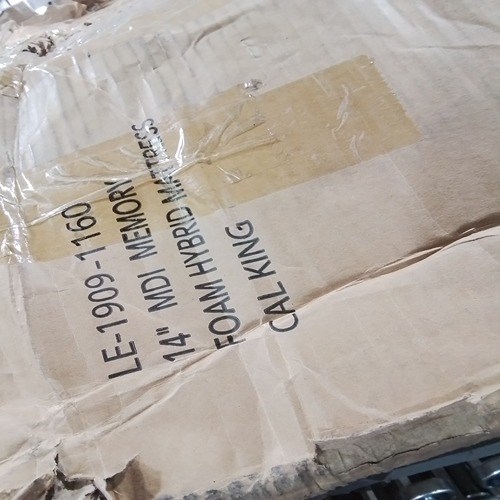 LE-1909-1160
14" MDI MEMORY
FOAM HYBRID MATTRESS
CAL KING